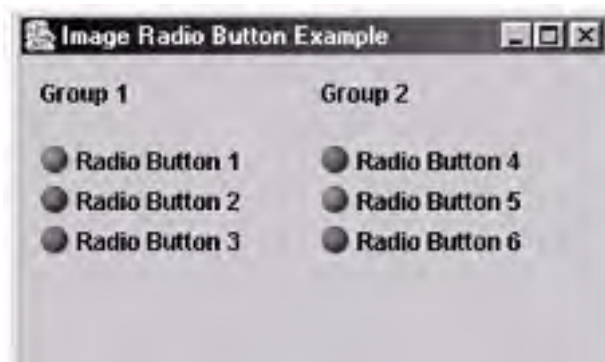 Image Radio Button Example
Group 1
Radio Button 1
Radio Button 2
Radio Button 3
Group 2
Radio Button 4
Radio Button 5
Radio Button 6